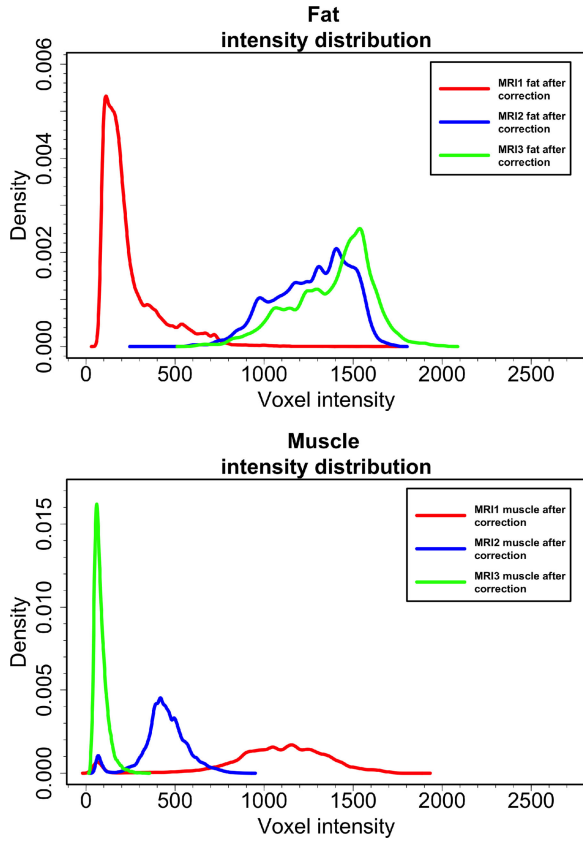 Fat
intensity distribution
0.006
0.004
0.002
0.000
Density
MRI1 fat after
correction
MRI2 fat after
correction
MRI3 fat after
correction
0 500 1000 1500 2000 2500
Voxel intensity
Muscle
intensity distribution
0.015
0.010
0.005
0.000
Density
MRI1 muscle after
correction
MRI2 muscle after
correction
MRI3 muscle after
correction
0 500 1000 1500 2000 2500
Voxel intensity